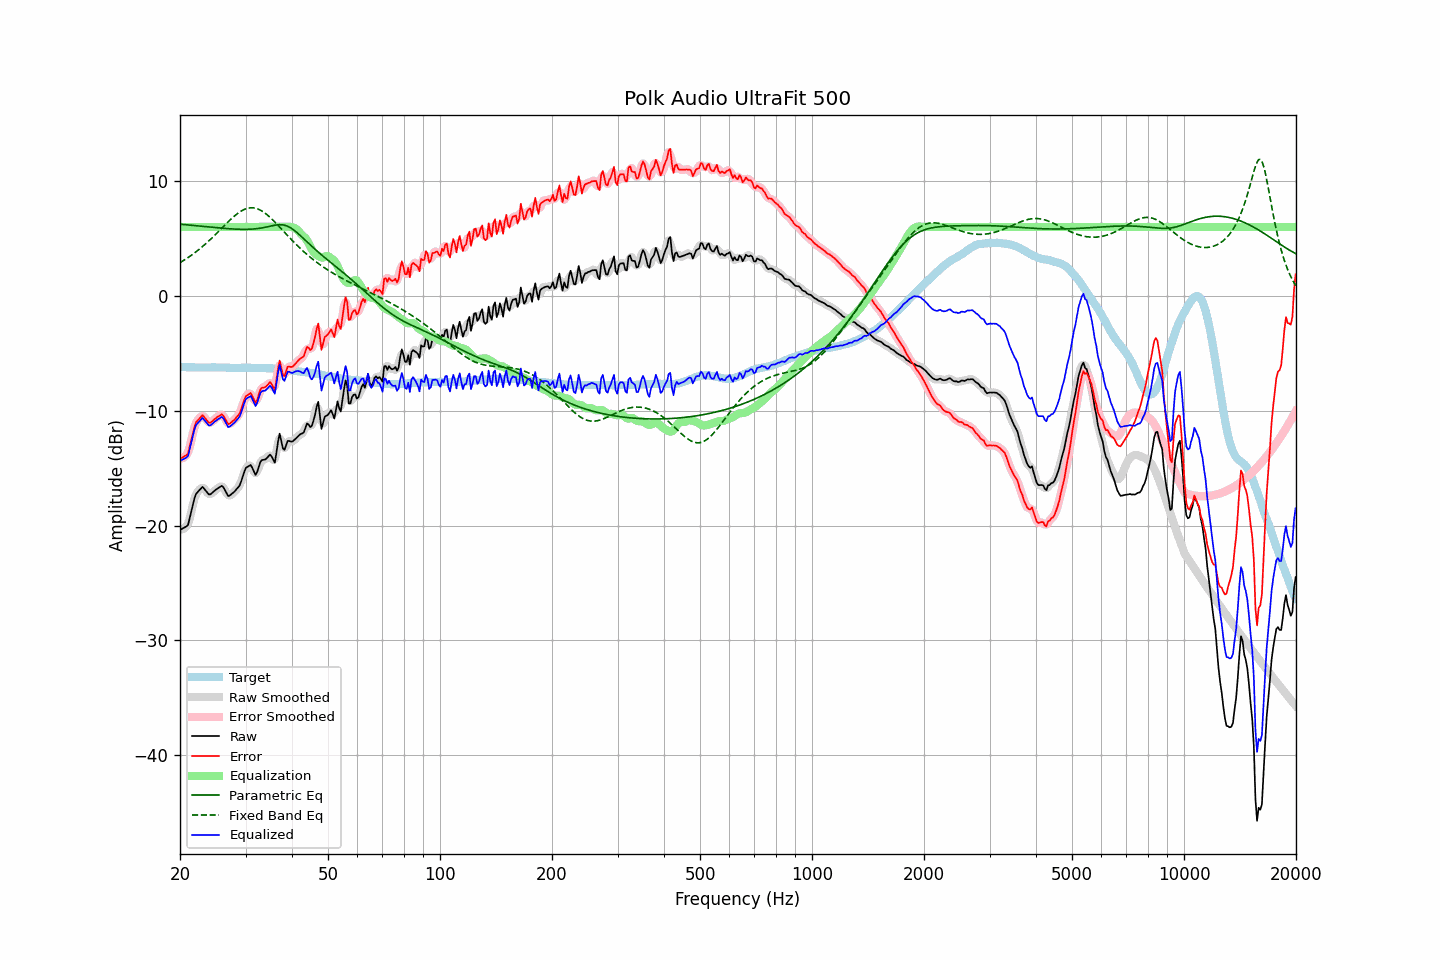 Polk Audio UltraFit 500
Amplitude (dBr)
10
0
−10
−20
−30
−40
Target
Raw Smoothed
Error Smoothed
Raw
Error
Equalization
Parametric Eq
Fixed Band Eq
Equalized
20
50
100
200
500
1000
2000
5000
10000
20000
Frequency (Hz)